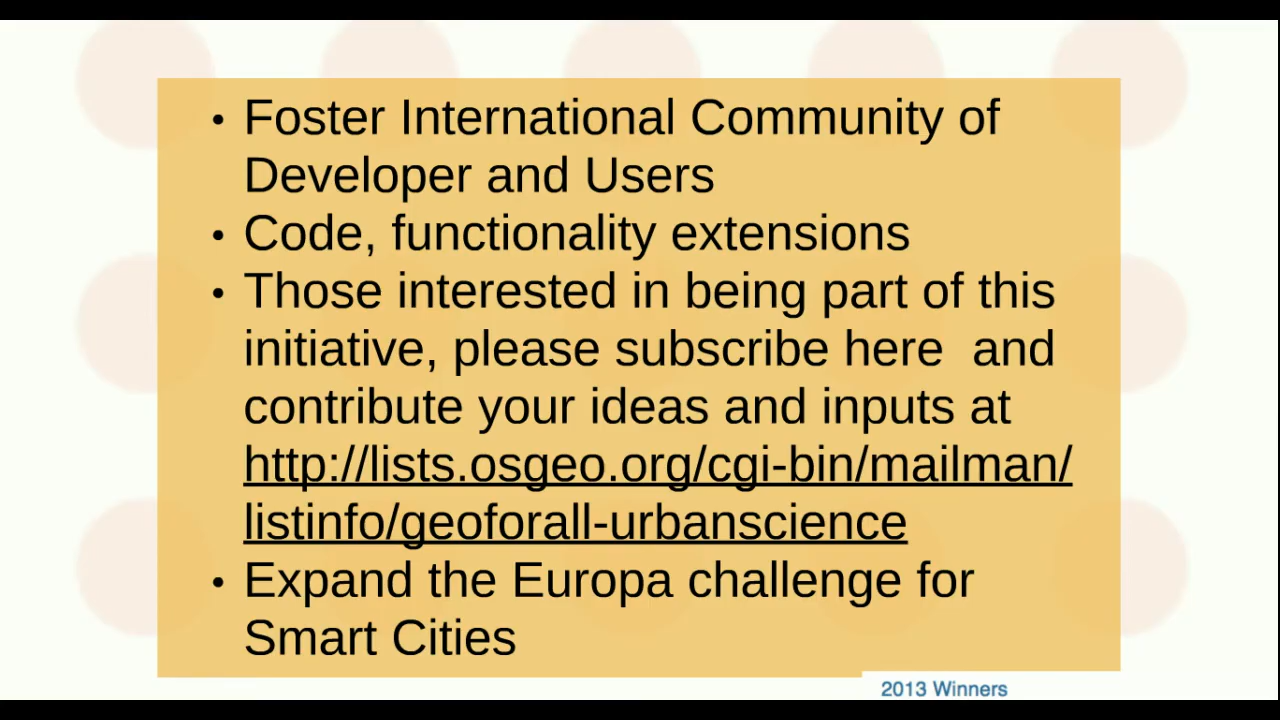 • Foster International Community of
Developer and Users
• Code, functionality extensions
• Those interested in being part of this
initiative, please subscribe here  and
contribute your ideas and inputs at
http://lists.osgeo.org/cgi-bin/mailman/
listinfo/geoforall-urbanscience
• Expand the Europa challenge for
Smart Cities
2013 Winners